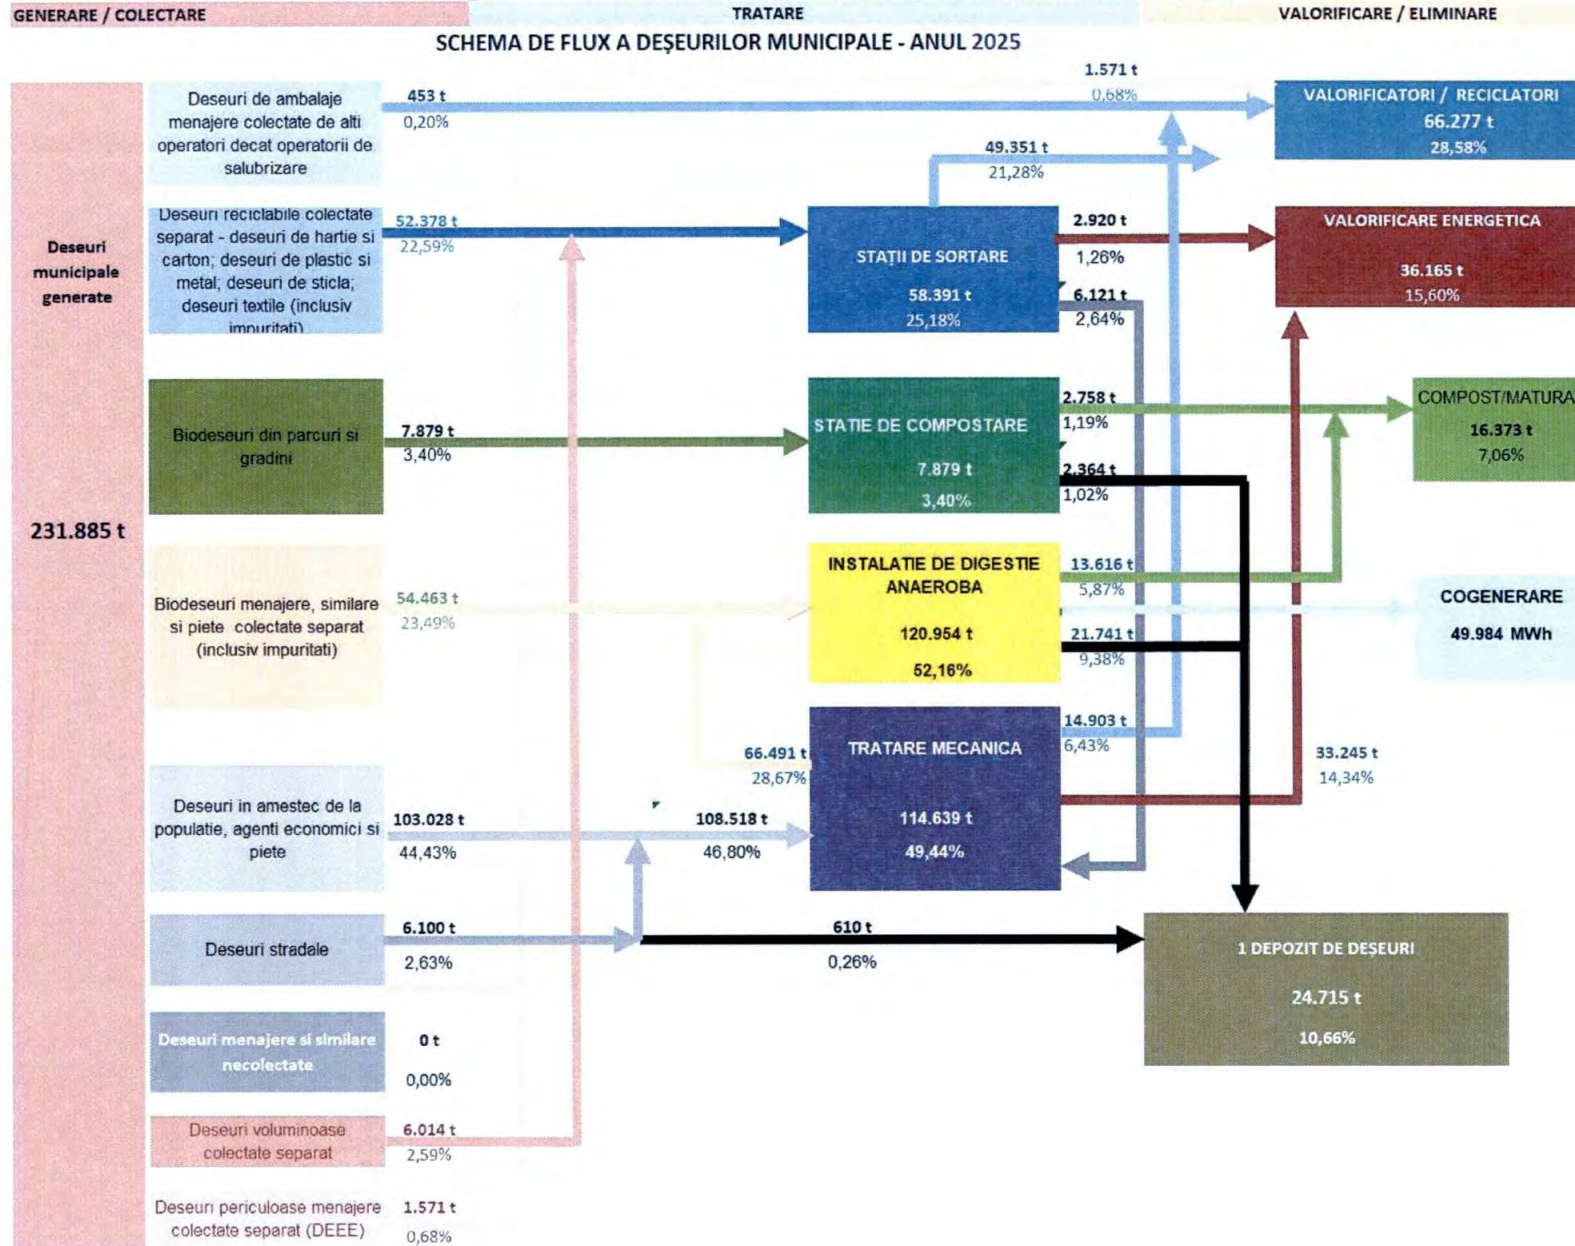 GENERARE / COLECTARE
TRATARE
VALORIFICARE / ELIMINARE
SCHEMA DE FLUX A DEȘEURILOR MUNICIPALE - ANUL 2025
Deseuri
municipale
generate
231.885 t
Deseuri de ambalaje
menajere colectate de alti
operatori decat operatorii de
salubrizare
453 t
0,20%
1.571 t
0,68%
VALORIFICATORI / RECICLATORI
66.277 t
28,58%
49.351 t
21,28%
Deseuri reciclabile colectate
separat - deseuri de hartie si
carton; deseuri de plastic si
metal; deseuri de sticla;
deseuri textile (inclusiv
impuritati)
52.378 t
22,59%
STAȚII DE SORTARE
58.391 t
25,18%
2.920 t
1,26%
6.121 t
2,64%
VALORIFICARE ENERGETICA
36.165 t
15,60%
Biodeseuri din parcuri si
gradini
7.879 t
3,40%
STATIE DE COMPOSTARE
7.879 t
3,40%
2.758 t
1,19%
2.364 t
1,02%
COMPOST/MATURA
16.373 t
7,06%
Biodeseuri menajere, similare
si piete colectate separat
(inclusiv impuritati)
54.463 t
23,49%
INSTALATIE DE DIGESTIE
ANAEROBA
120.954 t
52,16%
13.616 t
5,87%
21.741 t
9,38%
COGENERARE
49.984 MWh
66.491 t
28,67%
TRATARE MECANICA
114.639 t
49,44%
14.903 t
6,43%
33.245 t
14,34%
Deseuri in amestec de la
populatie, agenti economici si
piete
103.028 t
44,43%
108.518 t
46,80%
Deseuri stradale
6.100 t
2,63%
610 t
0,26%
1 DEPOZIT DE DEȘEURI
24.715 t
10,66%
Deseuri menajere si similare
necolectate
0 t
0,00%
Deseuri voluminoase
colectate separat
6.014 t
2,59%
Deseuri periculoase menajere
colectate separat (DEEE)
1.571 t
0,68%